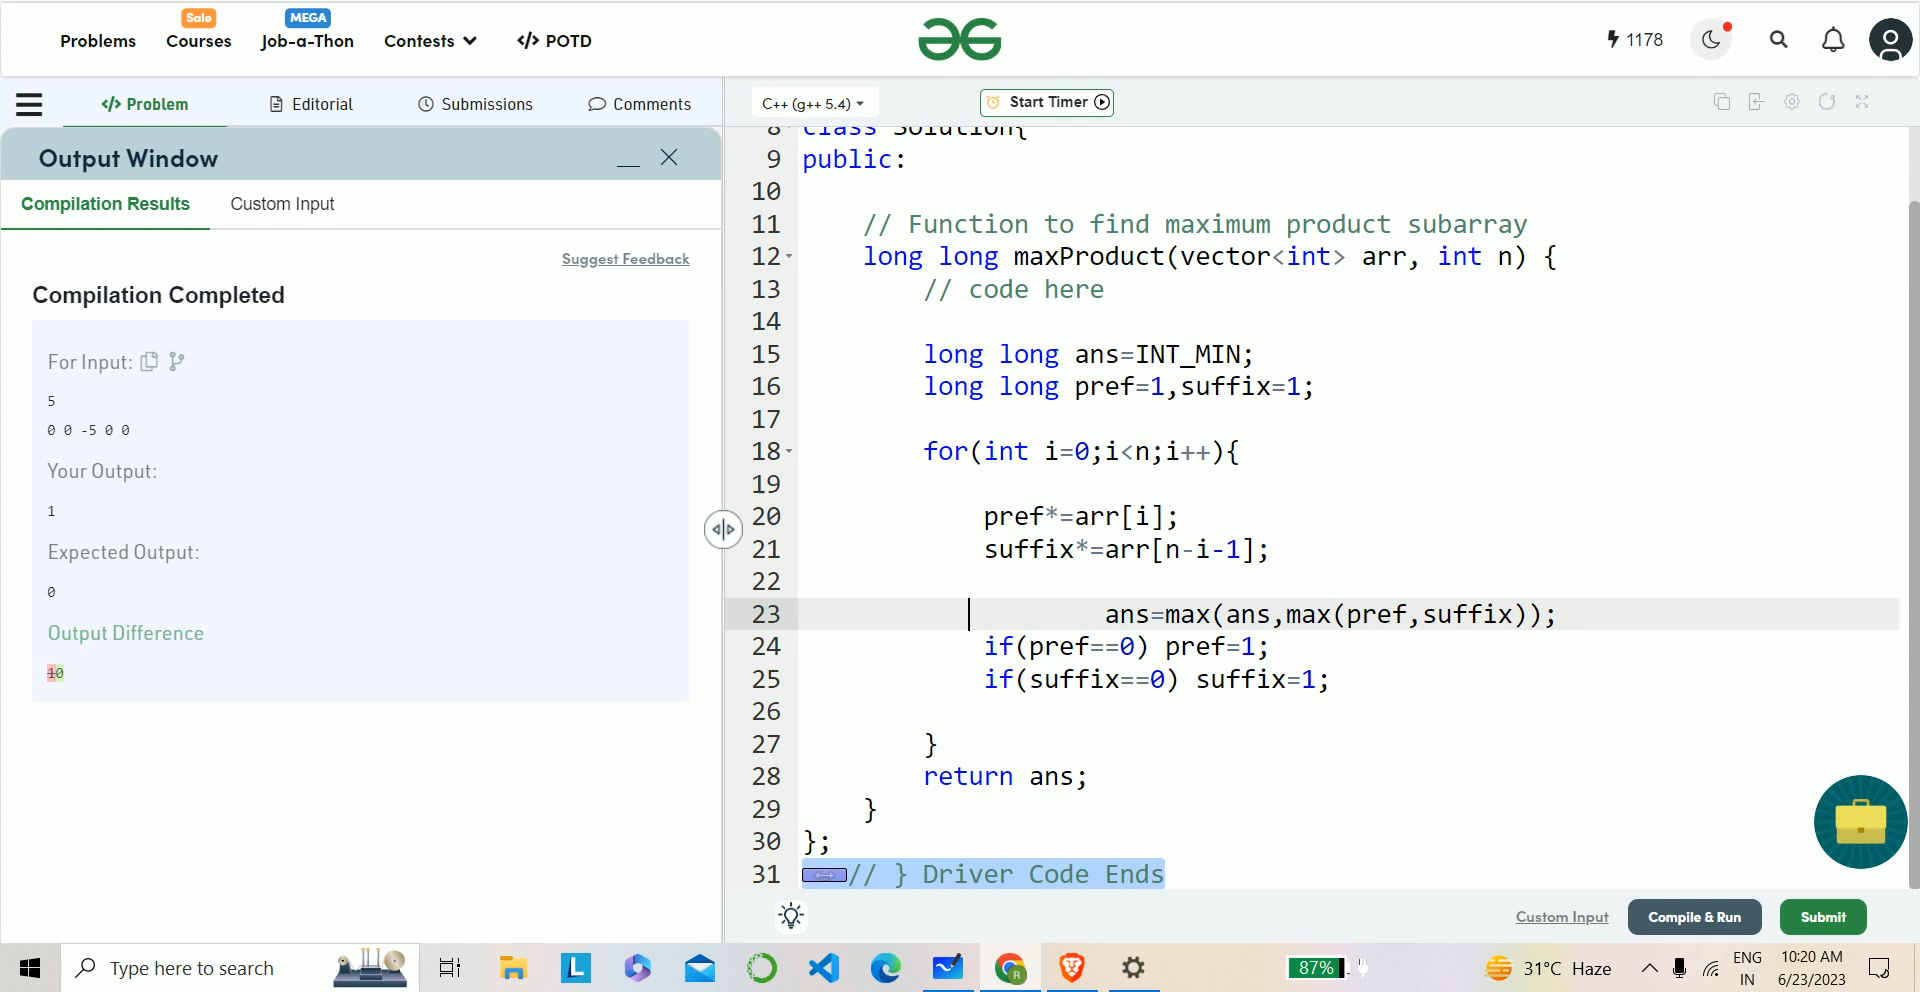 Sale
MEGA
Problems
Courses
Job-a-Thon
Contests
</> POTD
1178
</> Problem
Editorial
Submissions
Comments
C++ (g++ 5.4)
Start Timer
Output Window
Compilation Results
Custom Input
Suggest Feedback
Compilation Completed
For Input:
5
0 0 -5 0 0
Your Output:
1
Expected Output:
0
Output Difference
10
8 class Solution{
9 public:
10
11 // Function to find maximum product subarray
12 long long maxProduct(vector<int> arr, int n) {
13 // code here
14
15 long long ans=INT_MIN;
16 long long pref=1,suffix=1;
17
18 for(int i=0;i<n;i++){
19
20 pref*=arr[i];
21 suffix*=arr[n-i-1];
22
23 ans=max(ans,max(pref,suffix));
24 if(pref==0) pref=1;
25 if(suffix==0) suffix=1;
26
27 }
28 return ans;
29 }
30 };
31 // } Driver Code Ends
Custom Input
Compile & Run
Submit
Type here to search
L
R
87%
31°C Haze
ENG
IN
10:20 AM
6/23/2023